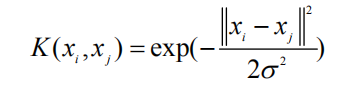 K(x_i,x_j) = exp(-‖x_i - x_j‖² / 2σ²)